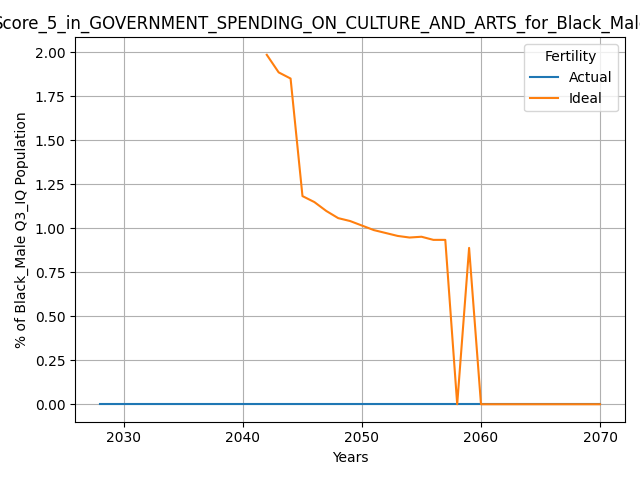 Score_5_in_GOVERNMENT_SPENDING_ON_CULTURE_AND_ARTS_for_Black_Male
Fertility
Actual
Ideal
2.00
1.75
1.50
1.25
1.00
0.75
0.50
0.25
0.00
% of Black_Male Q3_IQ Population
2030
2040
2050
2060
2070
Years